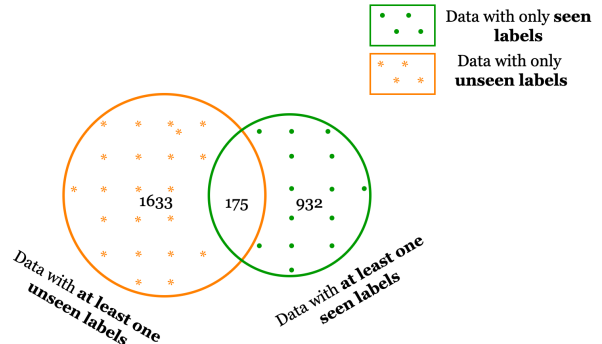 Data with only seen
labels
Data with only
unseen labels
1633
175
932
Data with at least one
unseen labels
Data with at least one
seen labels